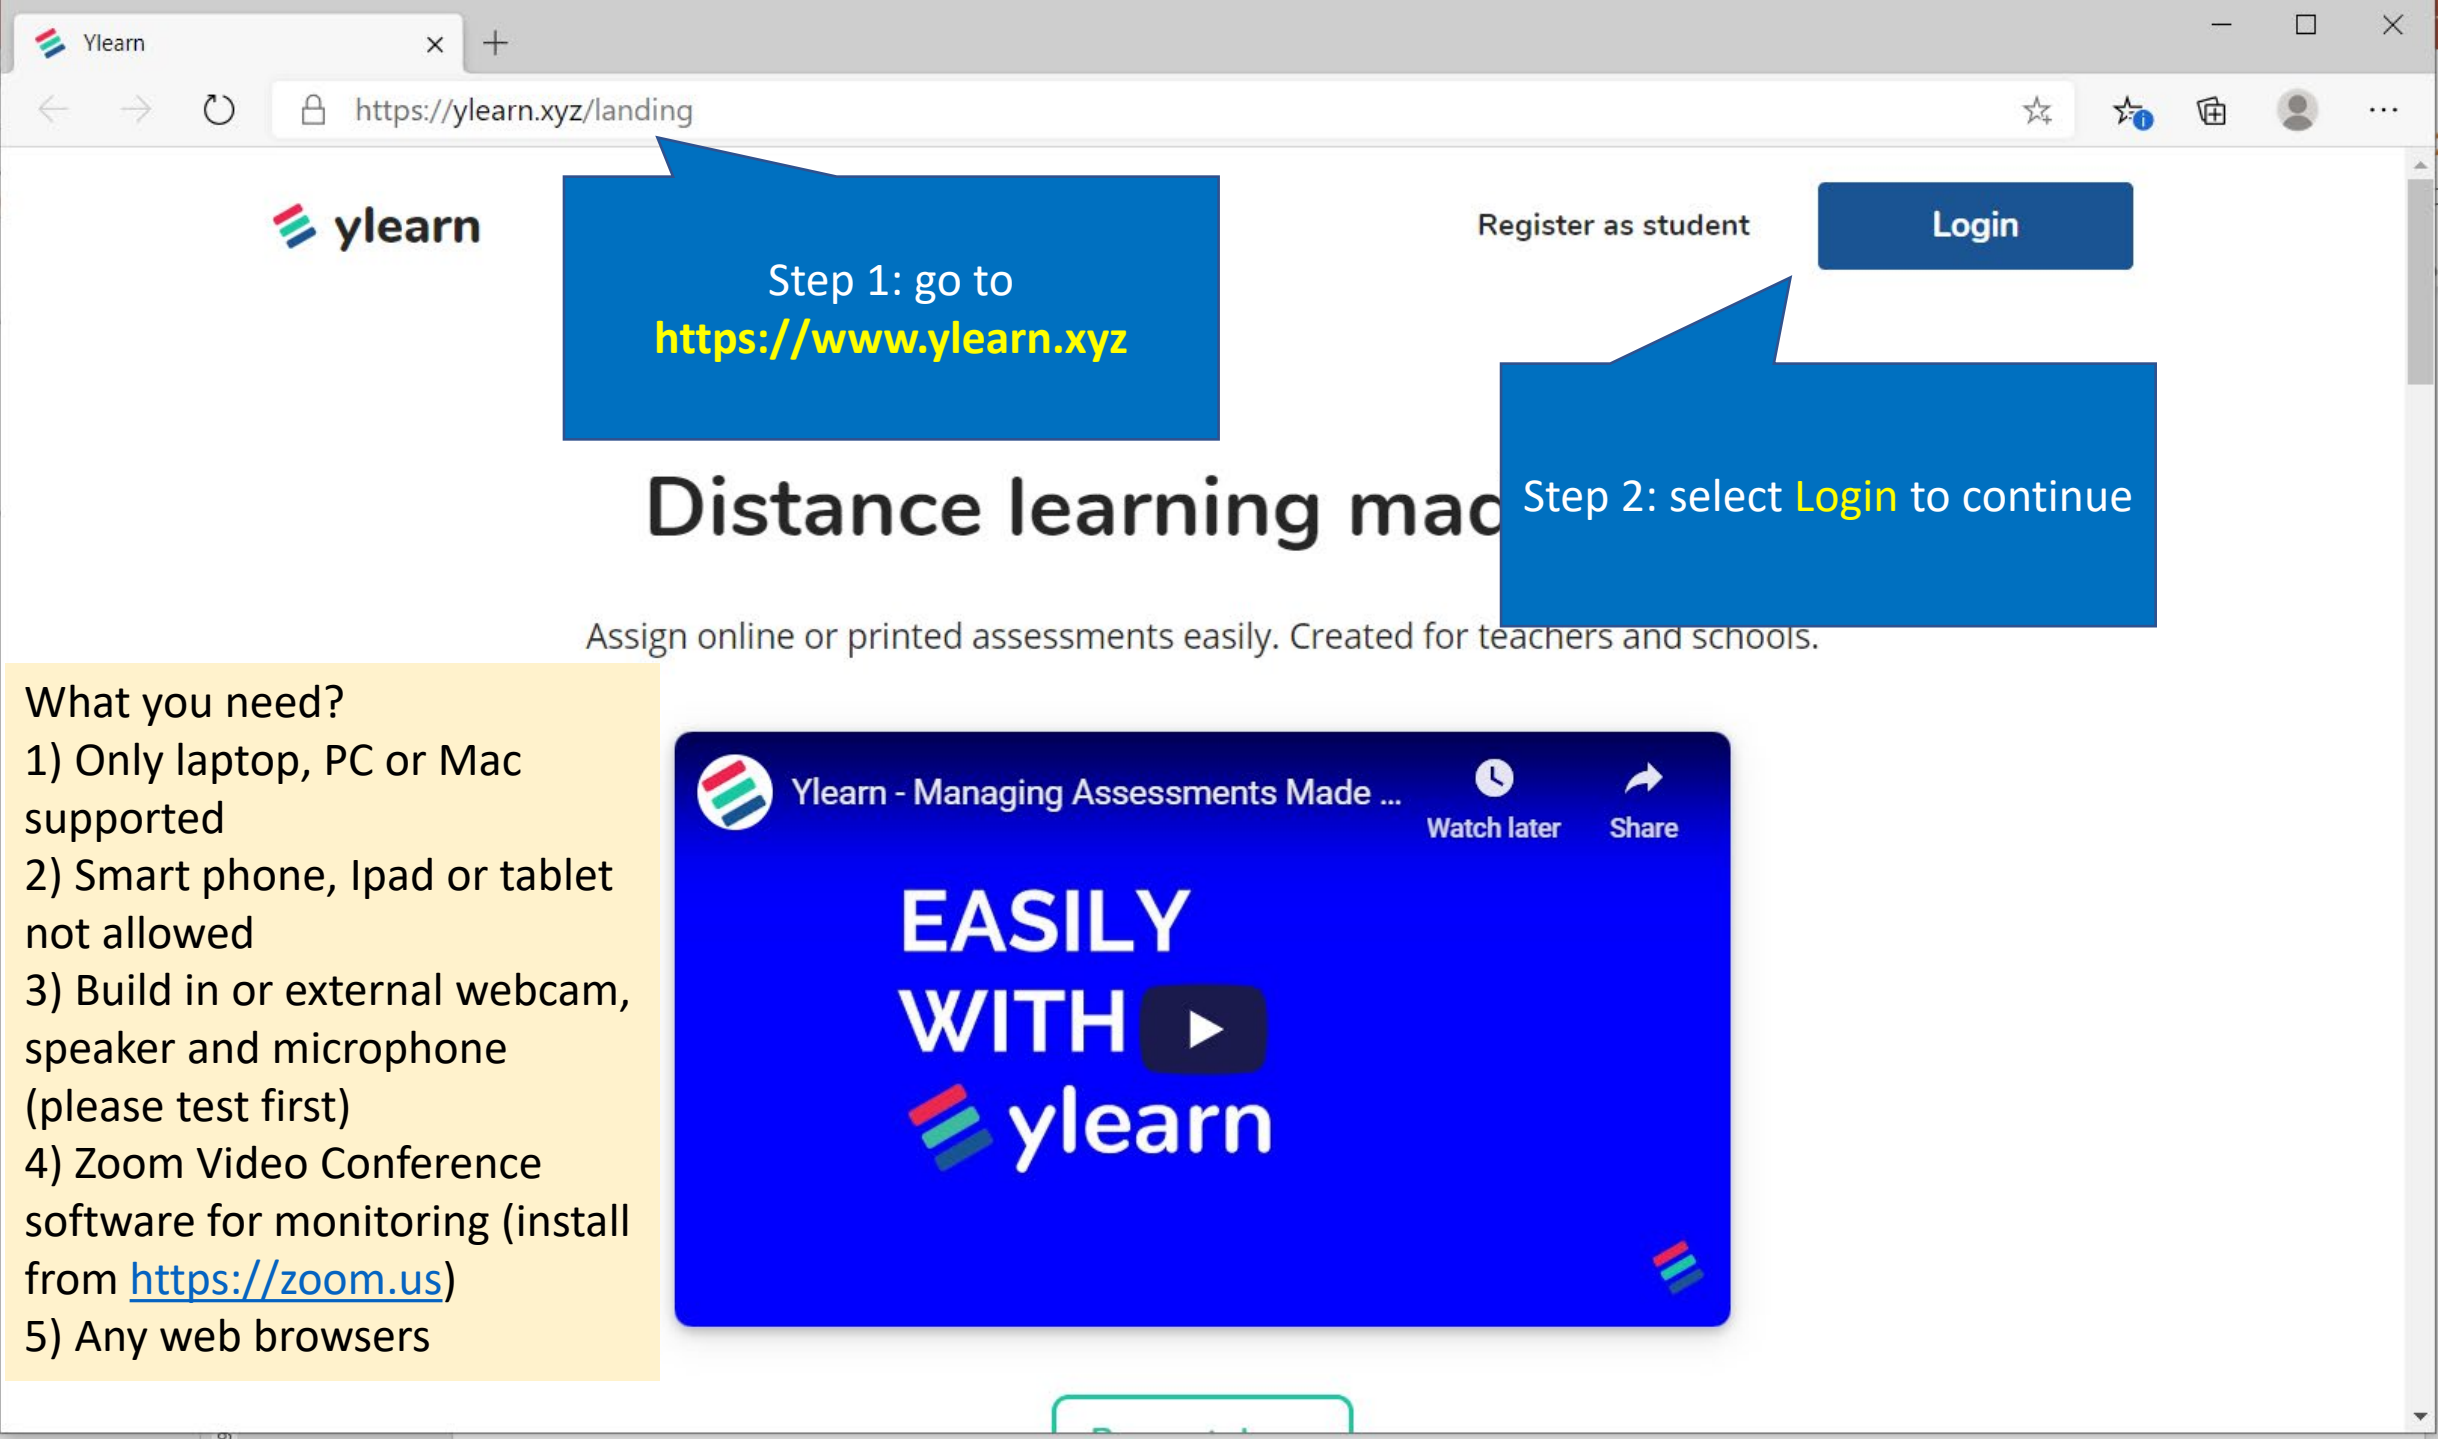 Ylearn
https://ylearn.xyz/landing
ylearn
Register as student
Login
Step 1: go to
https://www.ylearn.xyz
Step 2: select Login to continue
Distance learning
Assign online or printed assessments easily. Created for teachers and schools.
What you need?
1) Only laptop, PC or Mac
supported
2) Smart phone, Ipad or tablet
not allowed
3) Build in or external webcam,
speaker and microphone
(please test first)
4) Zoom Video Conference
software for monitoring (install
from https://zoom.us)
5) Any web browsers
Ylearn - Managing Assessments Made ...
Watch later
Share
EASILY
WITH
ylearn